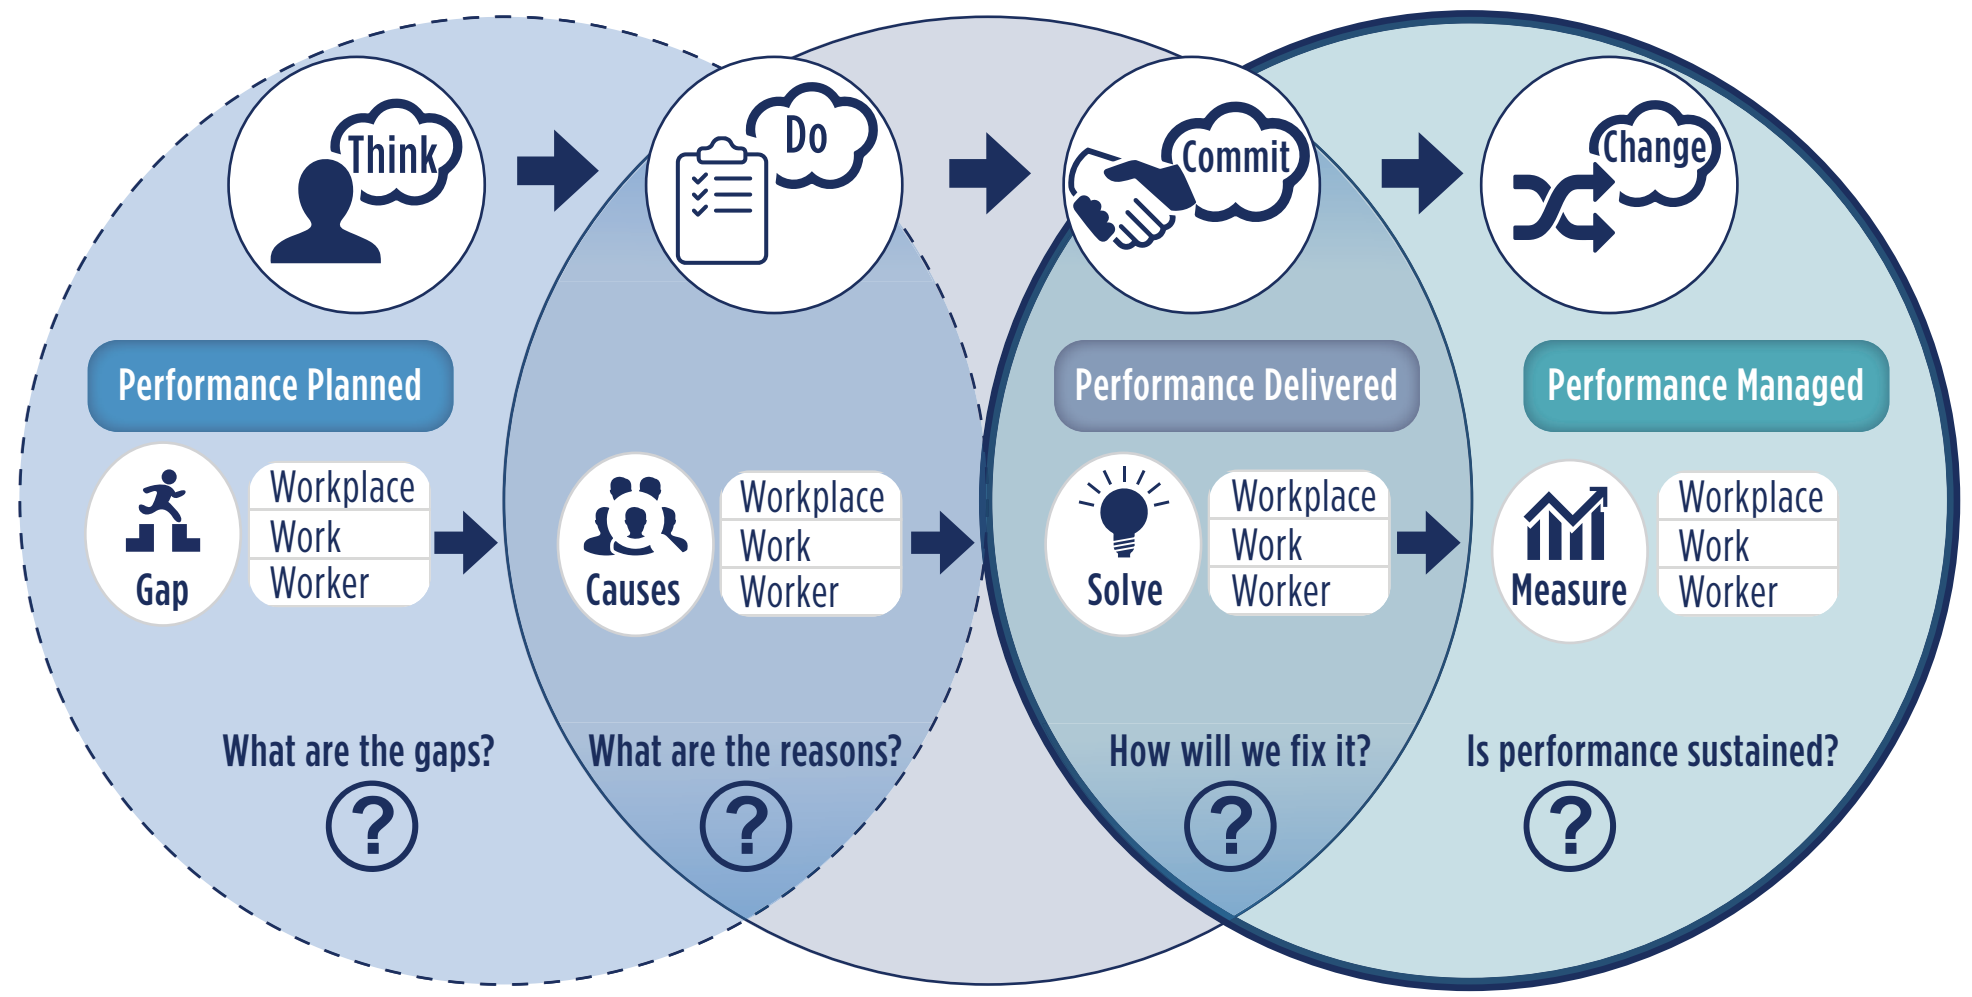 Think
Do
Commit
Change
Performance Planned
Performance Delivered
Performance Managed
Gap
Workplace
Work
Worker
Causes
Workplace
Work
Worker
Solve
Workplace
Work
Worker
Measure
Workplace
Work
Worker
What are the gaps?
What are the reasons?
How will we fix it?
Is performance sustained?
?
?
?
?